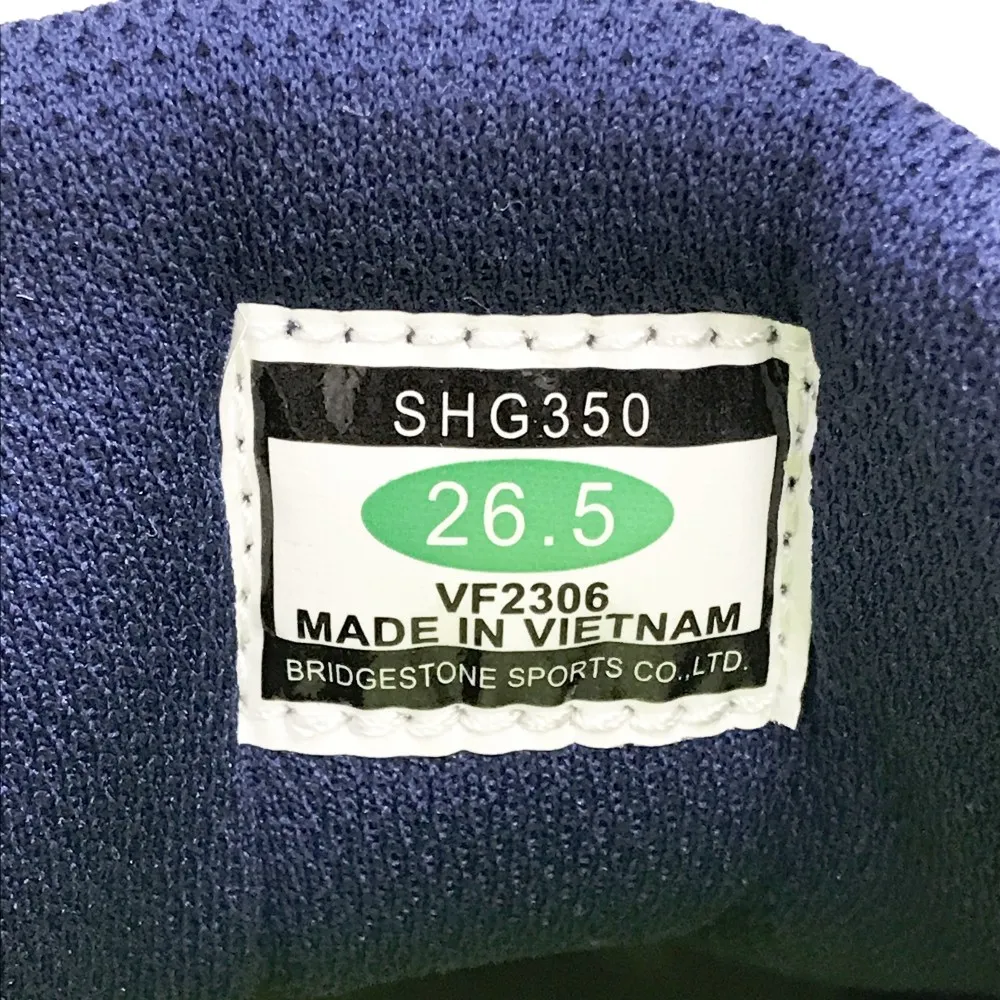 SHG350
26.5
VF2306
MADE IN VIETNAM
BRIDGESTONE SPORTS CO.,LTD.